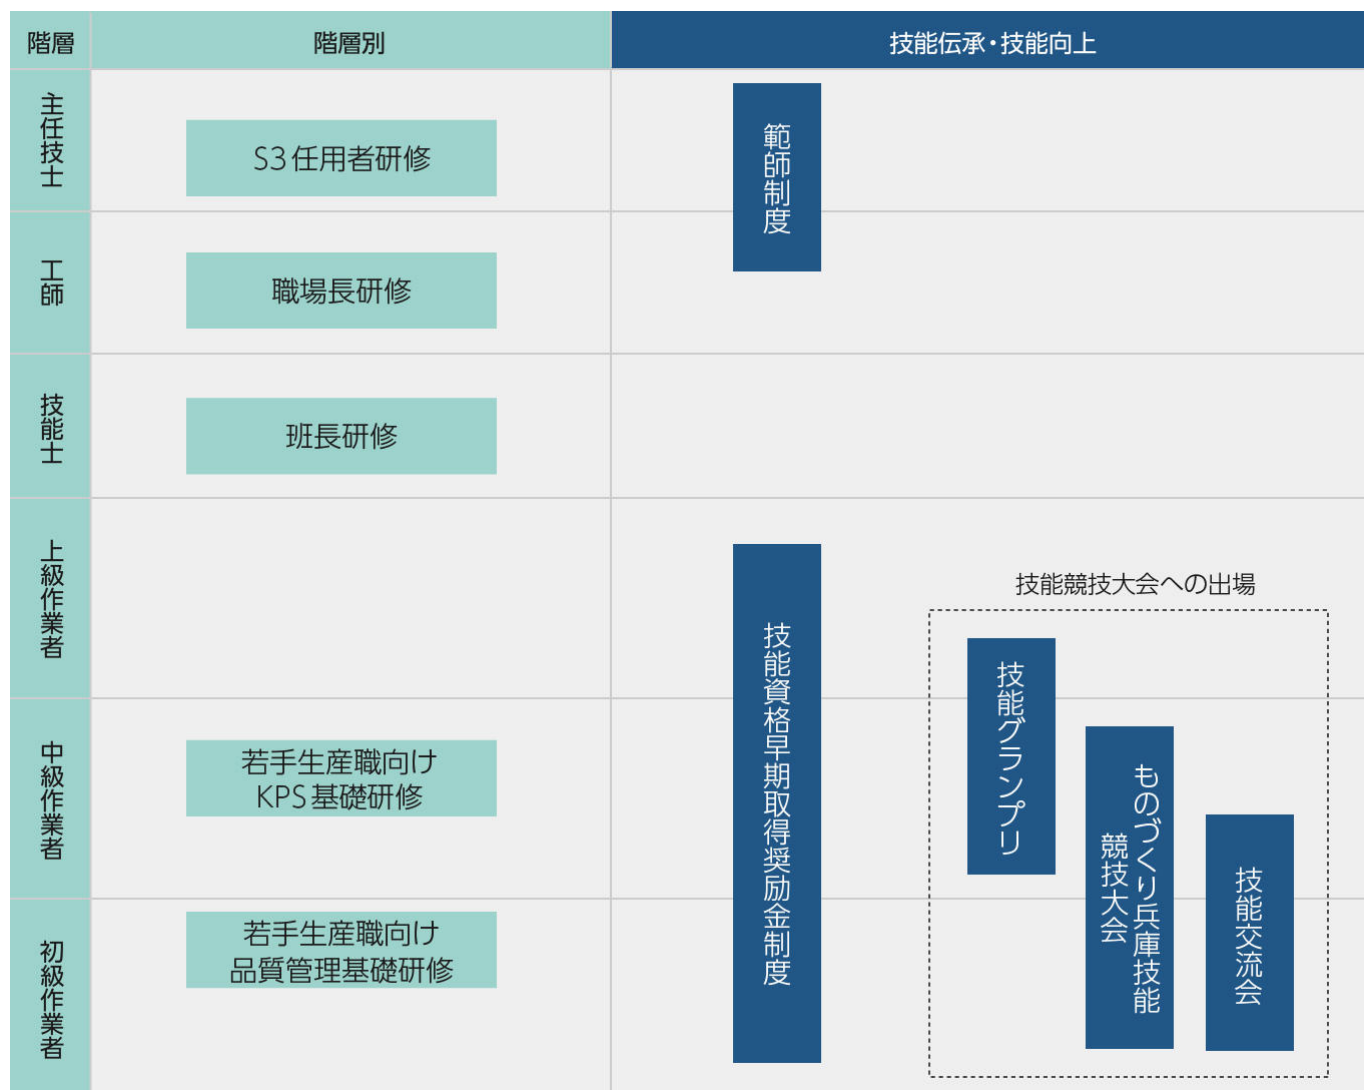 階層
階層別
技能伝承・技能向上
主任技士
S3任用者研修
範師制度
工師
職場長研修
技能士
班長研修
上級作業者
技能資格早期取得奨励金制度
技能競技大会への出場
技能グランプリ
ものづくり兵庫技能
競技大会
技能交流会
中級作業者
若手生産職向け
KPS基礎研修
初級作業者
若手生産職向け
品質管理基礎研修